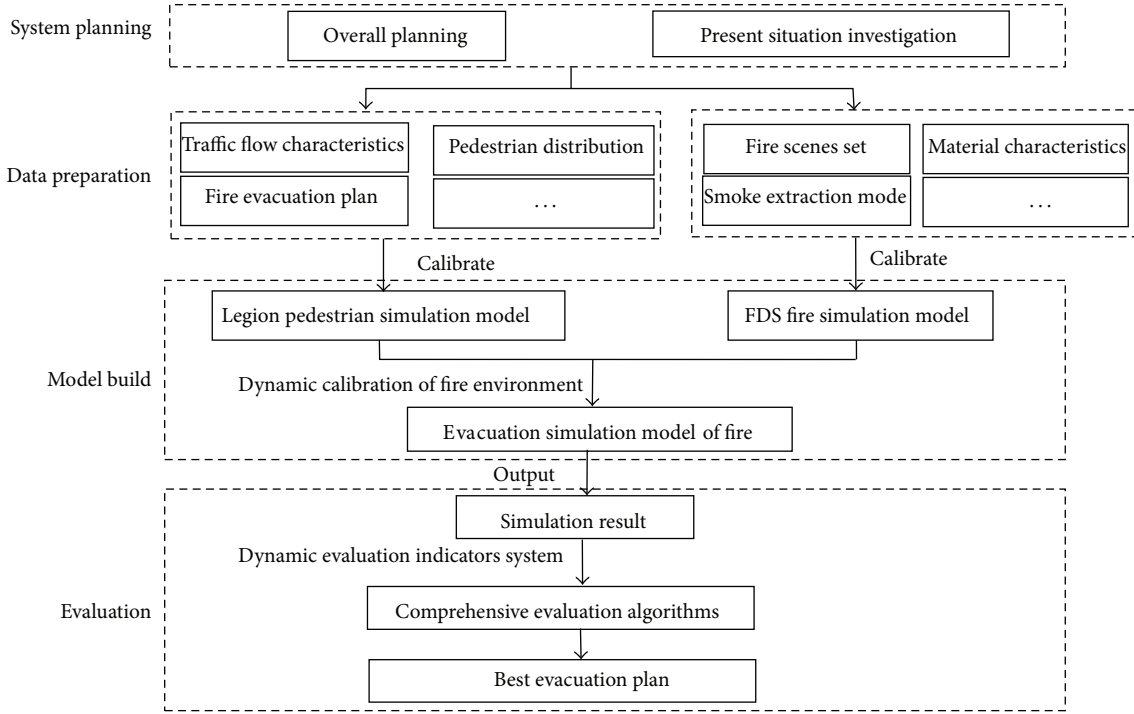 System planning
Overall planning
Present situation investigation
Data preparation
Traffic flow characteristics
Pedestrian distribution
Fire evacuation plan
...
Fire scenes set
Material characteristics
Smoke extraction mode
...
Calibrate
Calibrate
Model build
Legion pedestrian simulation model
FDS fire simulation model
Dynamic calibration of fire environment
Evacuation simulation model of fire
Output
Evaluation
Simulation result
Dynamic evaluation indicators system
Comprehensive evaluation algorithms
Best evacuation plan